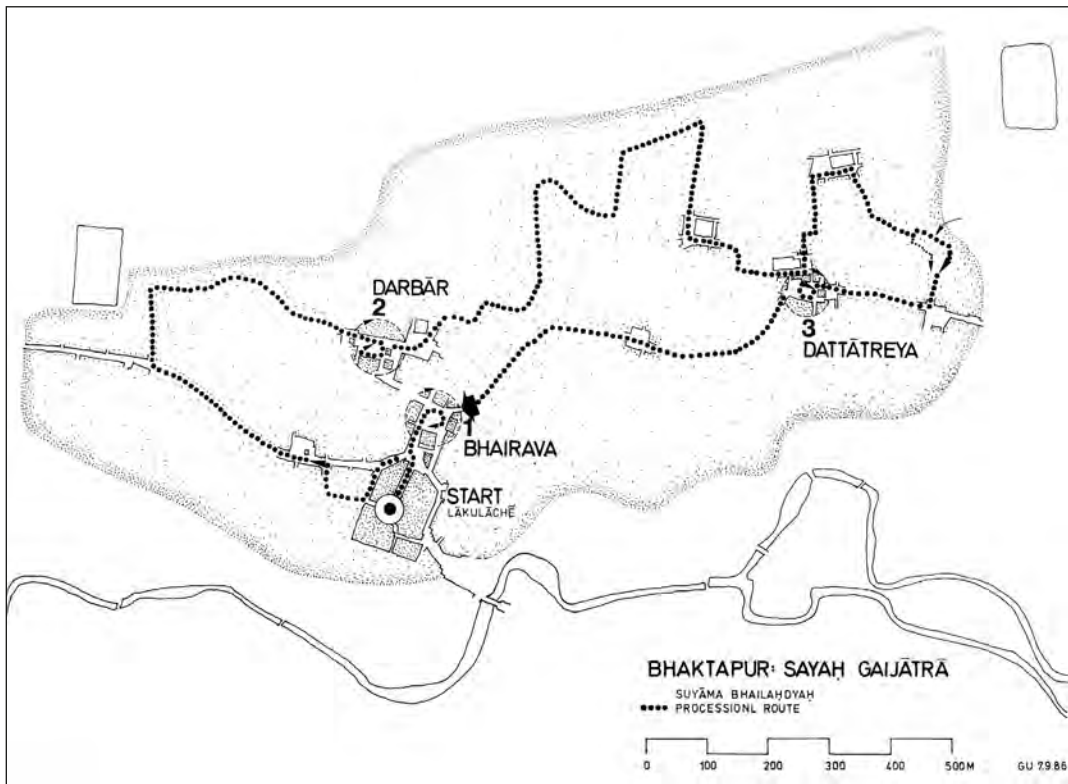 DARBĀR
2
3
DATTĀTREYA
1
BHAIRAVA
START
LĀKULĀCHẼ
BHAKTAPUR: SAYAḤ GAIJĀTRĀ
SUYĀMA BHAILAḤDYAḤ
PROCESSIONL ROUTE
0 100 200 300 400 500M
GU 7.9.86